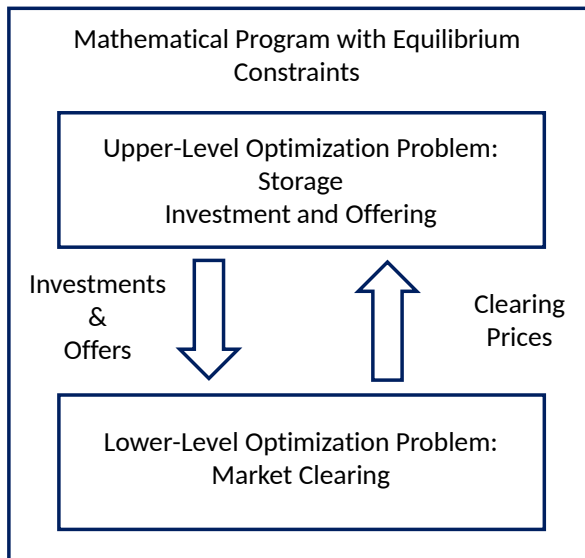 Mathematical Program with Equilibrium
Constraints
Upper-Level Optimization Problem:
Storage
Investment and Offering
Investments
&
Offers
Clearing
Prices
Lower-Level Optimization Problem:
Market Clearing